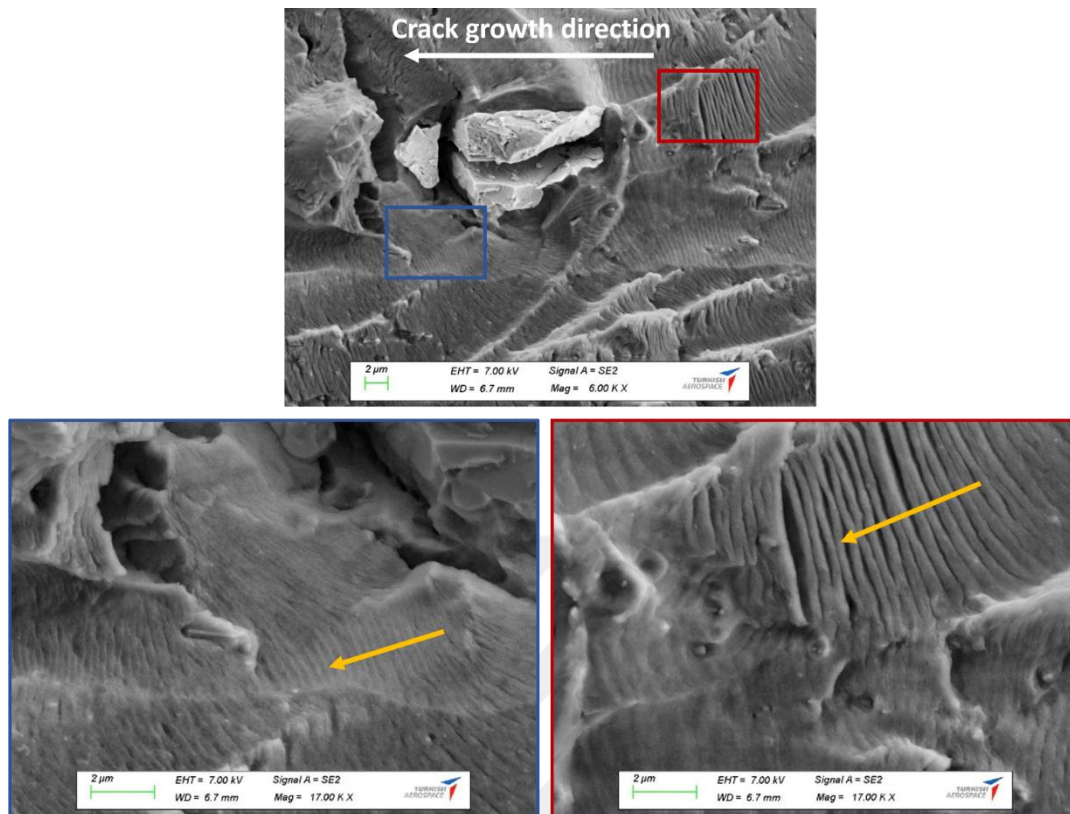 Crack growth direction
2 µm EHT = 7.00 kV Signal A = SE2
WD = 6.7 mm Mag = 6.00 K X
TURKISH
AEROSPACE
2 µm EHT = 7.00 kV Signal A = SE2
WD = 6.7 mm Mag = 17.00 K X
TURKISH
AEROSPACE
2 µm EHT = 7.00 kV Signal A = SE2
WD = 6.7 mm Mag = 17.00 K X
TURKISH
AEROSPACE